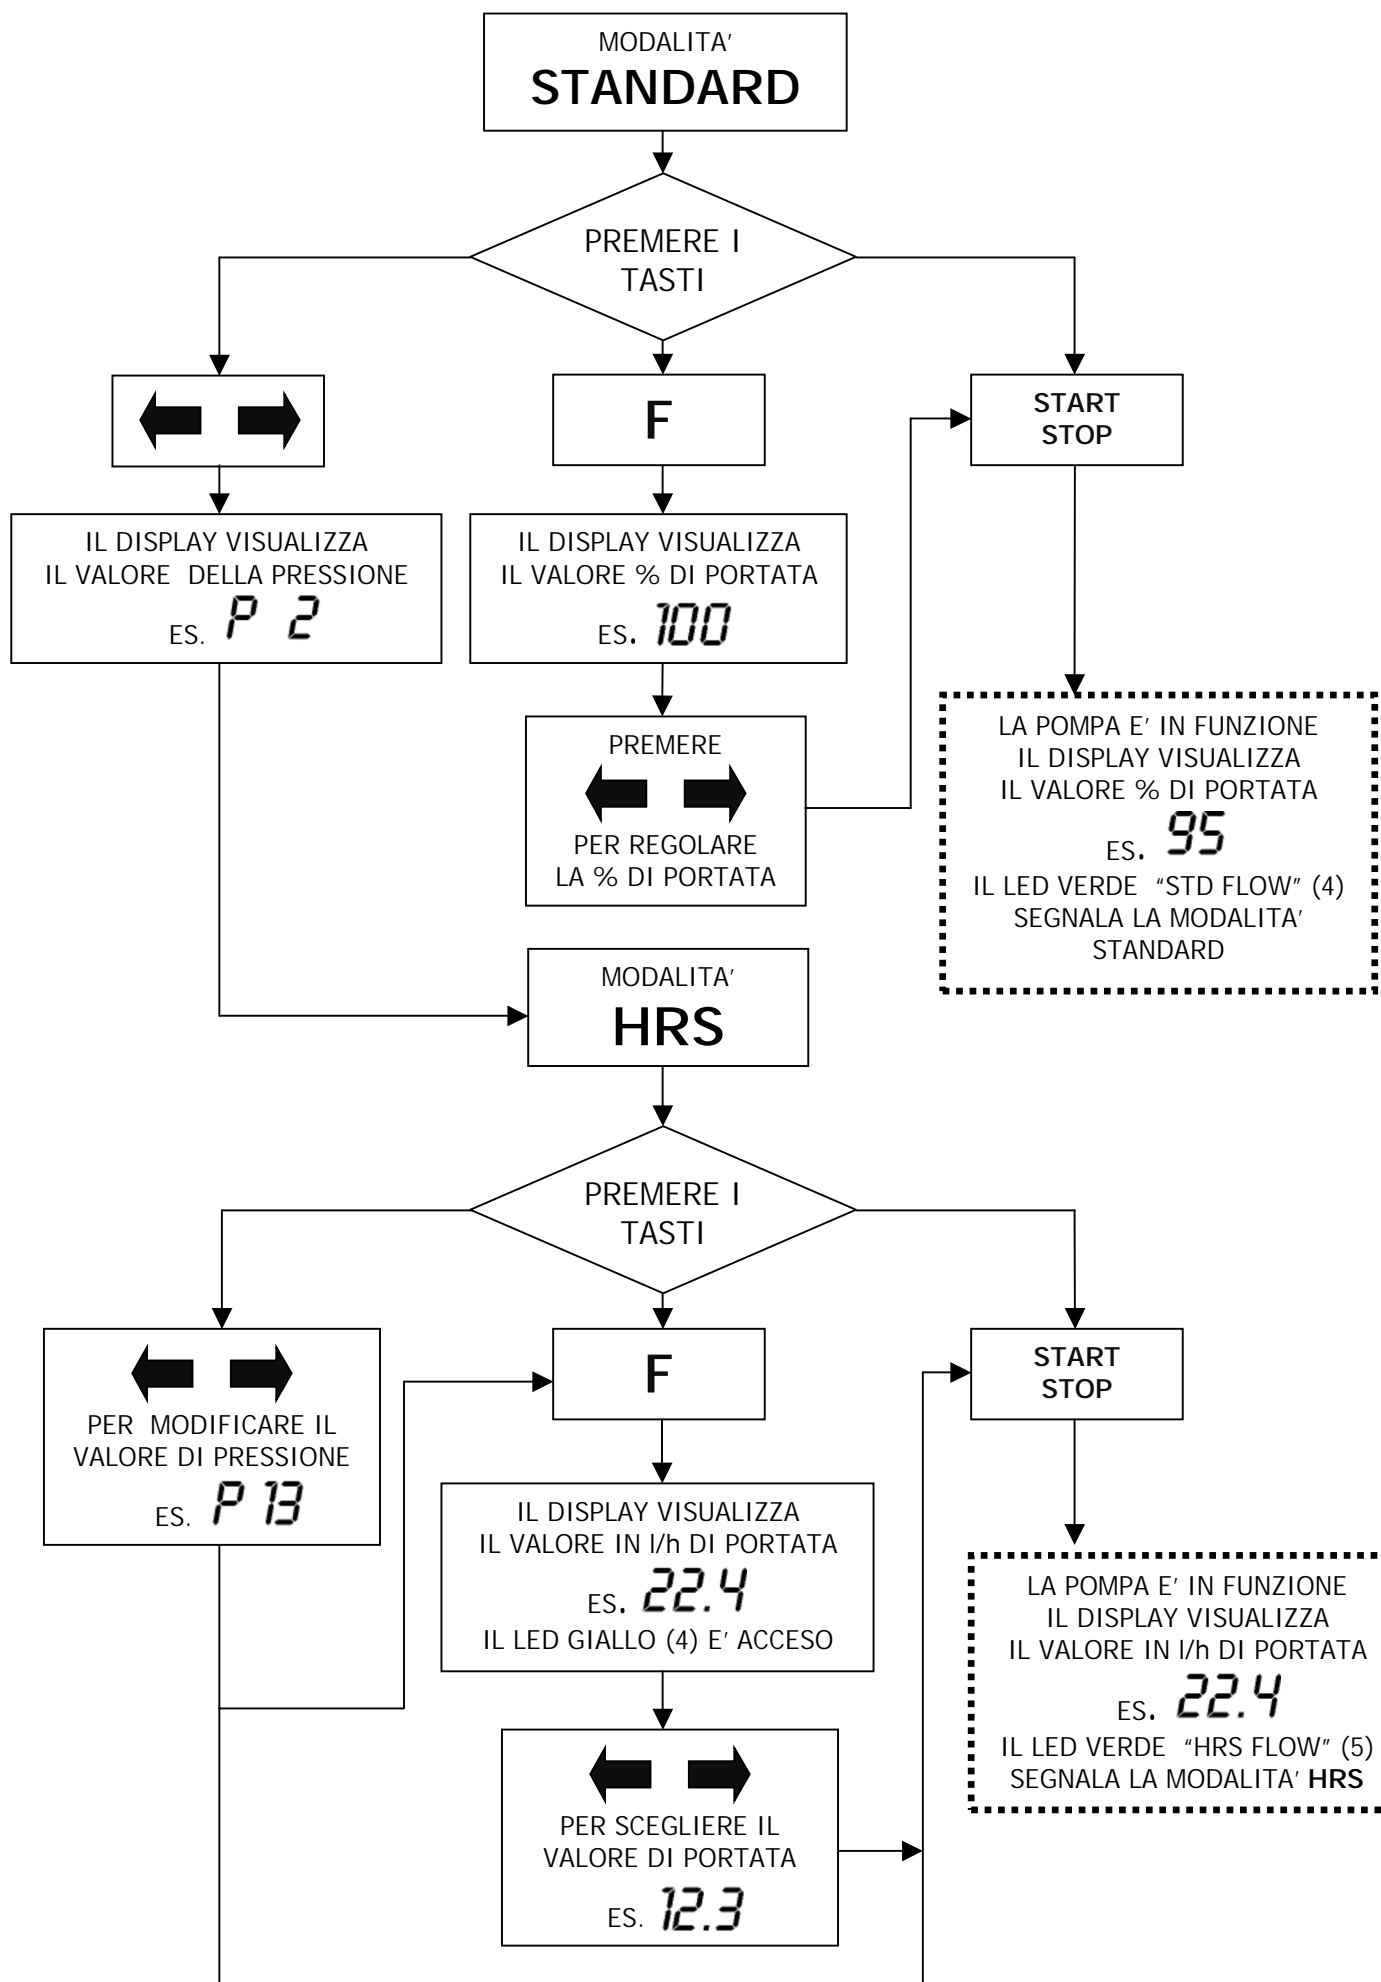 MODALITA'
STANDARD
PREMERE I
TASTI
F
START
STOP
IL DISPLAY VISUALIZZA
IL VALORE DELLA PRESSIONE
ES. P 2
IL DISPLAY VISUALIZZA
IL VALORE % DI PORTATA
ES. 100
PREMERE
PER REGOLARE
LA % DI PORTATA
LA POMPA E' IN FUNZIONE
IL DISPLAY VISUALIZZA
IL VALORE % DI PORTATA
ES. 95
IL LED VERDE "STD FLOW" (4)
SEGNALA LA MODALITA'
STANDARD
MODALITA'
HRS
PREMERE I
TASTI
PER MODIFICARE IL
VALORE DI PRESSIONE
ES. P 13
F
START
STOP
IL DISPLAY VISUALIZZA
IL VALORE IN l/h DI PORTATA
ES. 22.4
IL LED GIALLO (4) E' ACCESO
PER SCEGLIERE IL
VALORE DI PORTATA
ES. 12.3
LA POMPA E' IN FUNZIONE
IL DISPLAY VISUALIZZA
IL VALORE IN l/h DI PORTATA
ES. 22.4
IL LED VERDE "HRS FLOW" (5)
SEGNALA LA MODALITA' HRS